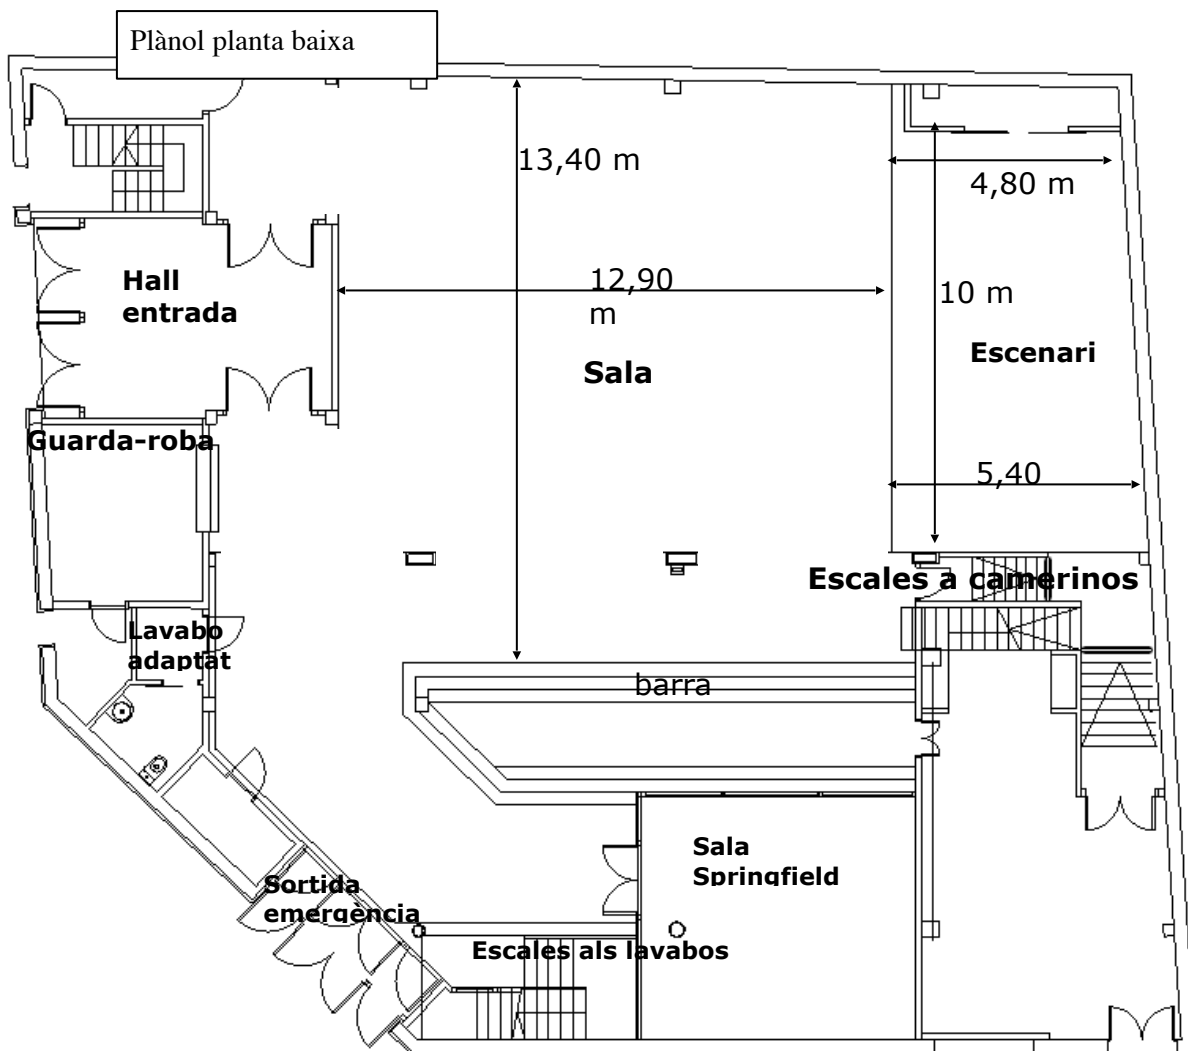 Plànol planta baixa
13,40 m
4,80 m
12,90
m
10 m
Hall
entrada
Escenari
Sala
Guarda-roba
5,40
Escales a camerinos
Lavabo
adaptat
barra
Sala
Springfield
Sortida
emergència
Escales als lavabos